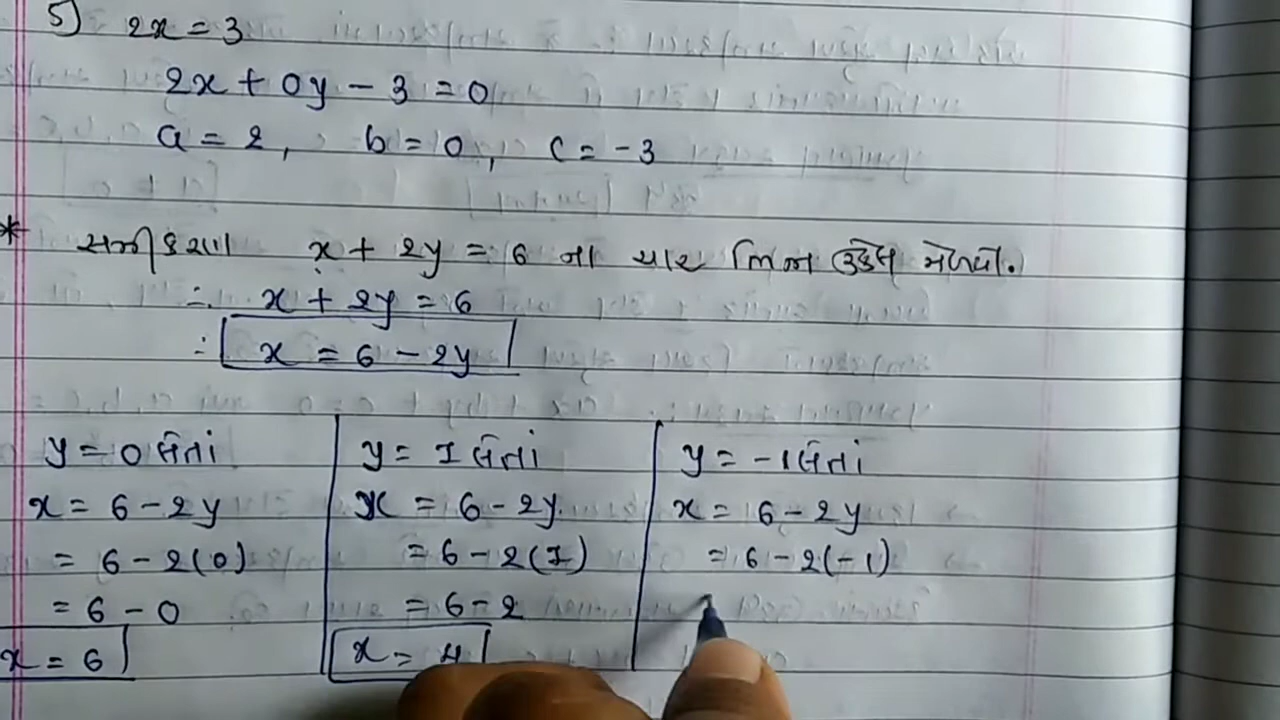 5) 2x = 3
2x + 0y - 3 = 0
a = 2, b = 0, c = -3
* સમીકરણ x + 2y = 6 ના ચાર ભિન્ન ઉકેલ મેળવો.
∴ x + 2y = 6
∴ x = 6 - 2y
y = 0 લેતાં
x = 6 - 2y
= 6 - 2(0)
= 6 - 0
x = 6
y = 1 લેતાં
x = 6 - 2y
= 6 - 2(1)
= 6 - 2
x = 4
y = -1 લેતાં
x = 6 - 2y
= 6 - 2(-1)